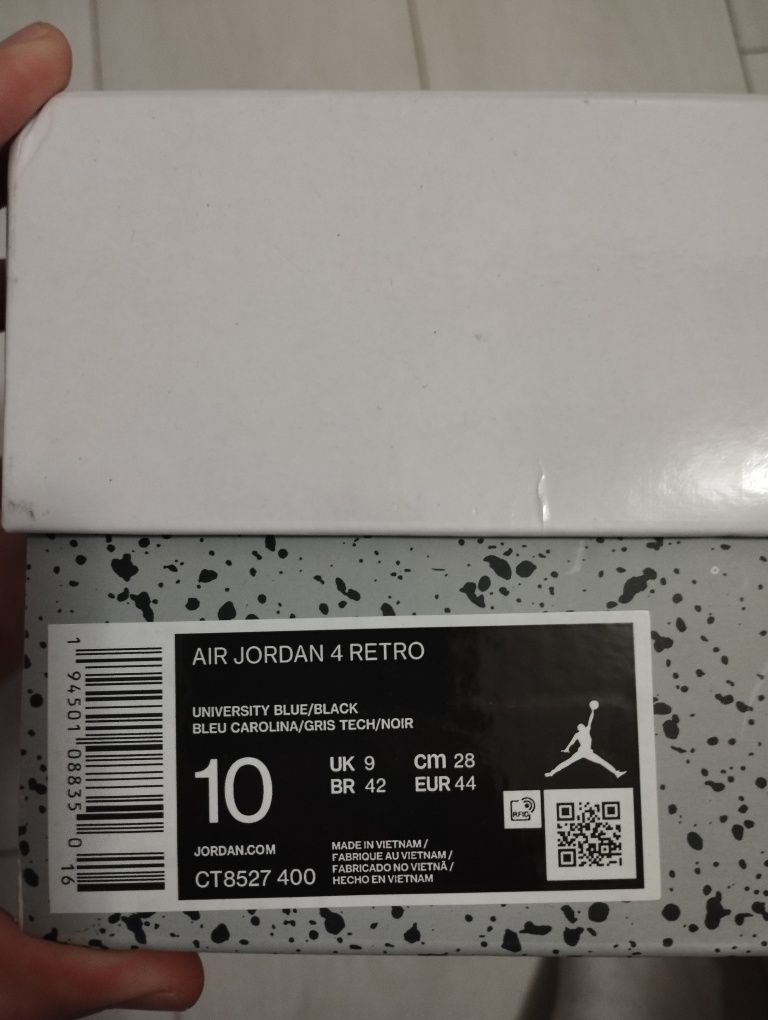 AIR JORDAN 4 RETRO
UNIVERSITY BLUE/BLACK
BLEU CAROLINA/GRIS TECH/NOIR
10
UK 9 cm 28
BR 42 EUR 44
RFID
JORDAN.COM
CT8527 400
MADE IN VIETNAM /
FABRIQUE AU VIETNAM /
FABRICADO NO VIETNÃ /
HECHO EN VIETNAM
1 94501 08835 0 16